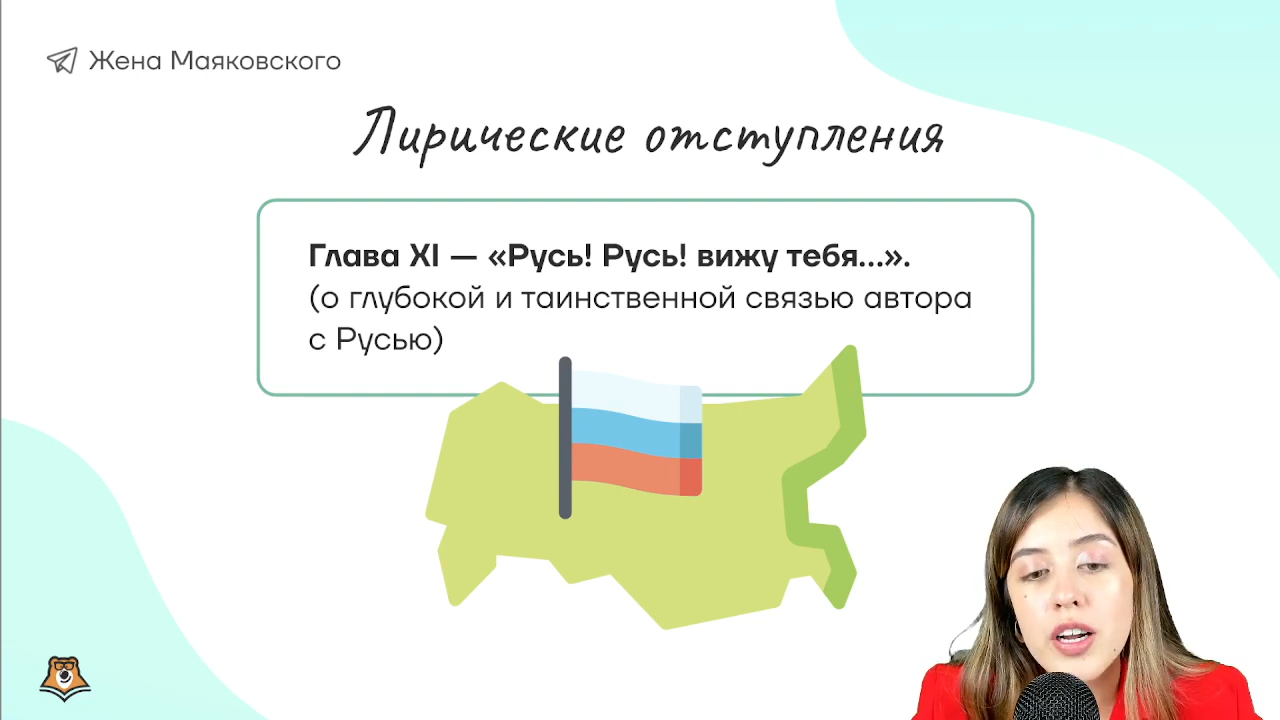 Жена Маяковского
Лирические отступления
Глава XI — «Русь! Русь! вижу тебя...».
(о глубокой и таинственной связью автора
с Русью)